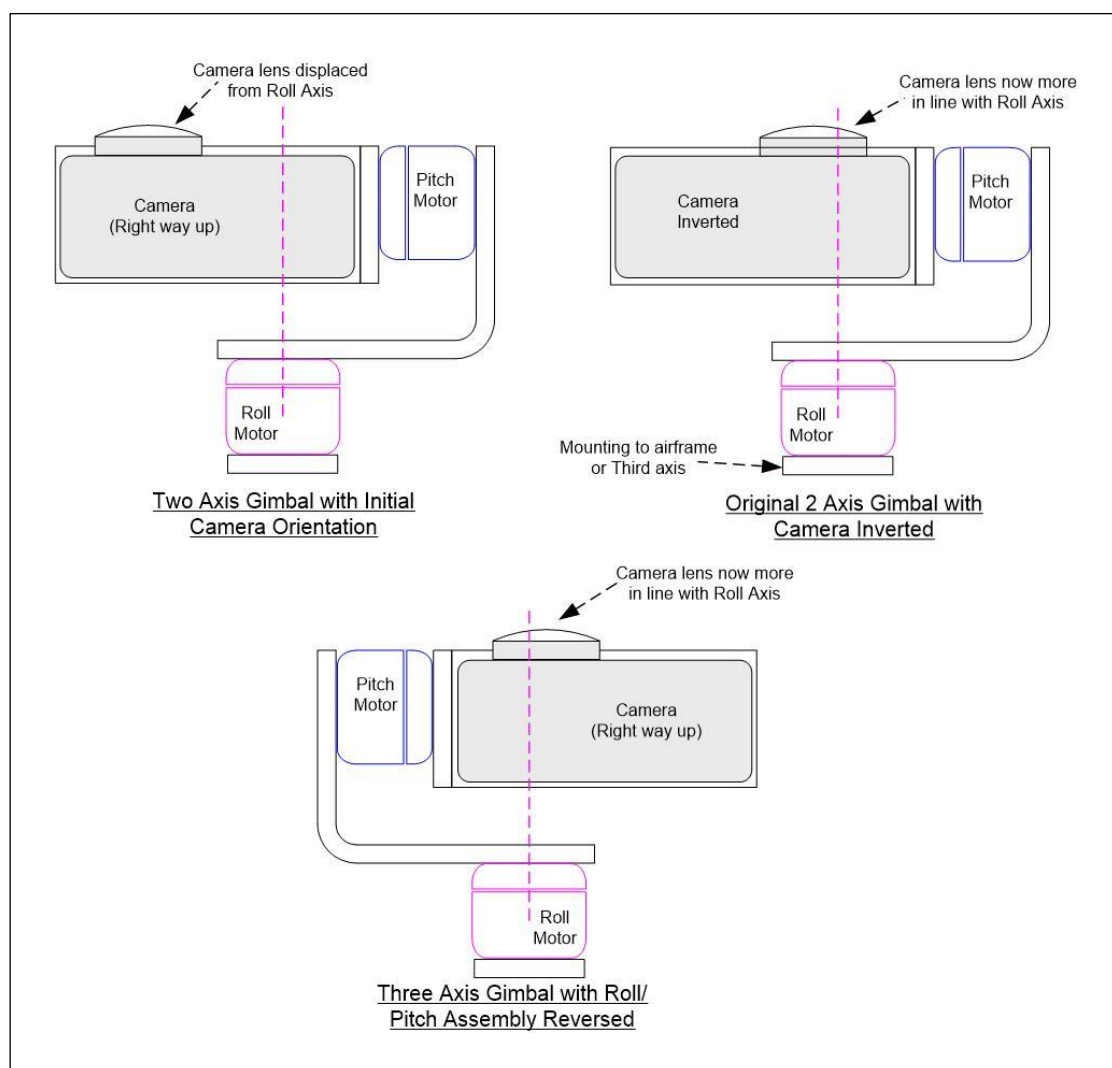 Camera lens displaced
from Roll Axis
Camera
(Right way up)
Pitch
Motor
Roll
Motor
Two Axis Gimbal with Initial
Camera Orientation
Camera lens now more
in line with Roll Axis
Camera
Inverted
Pitch
Motor
Roll
Motor
Mounting to airframe
or Third axis
Original 2 Axis Gimbal with
Camera Inverted
Camera lens now more
in line with Roll Axis
Pitch
Motor
Camera
(Right way up)
Roll
Motor
Three Axis Gimbal with Roll/
Pitch Assembly Reversed